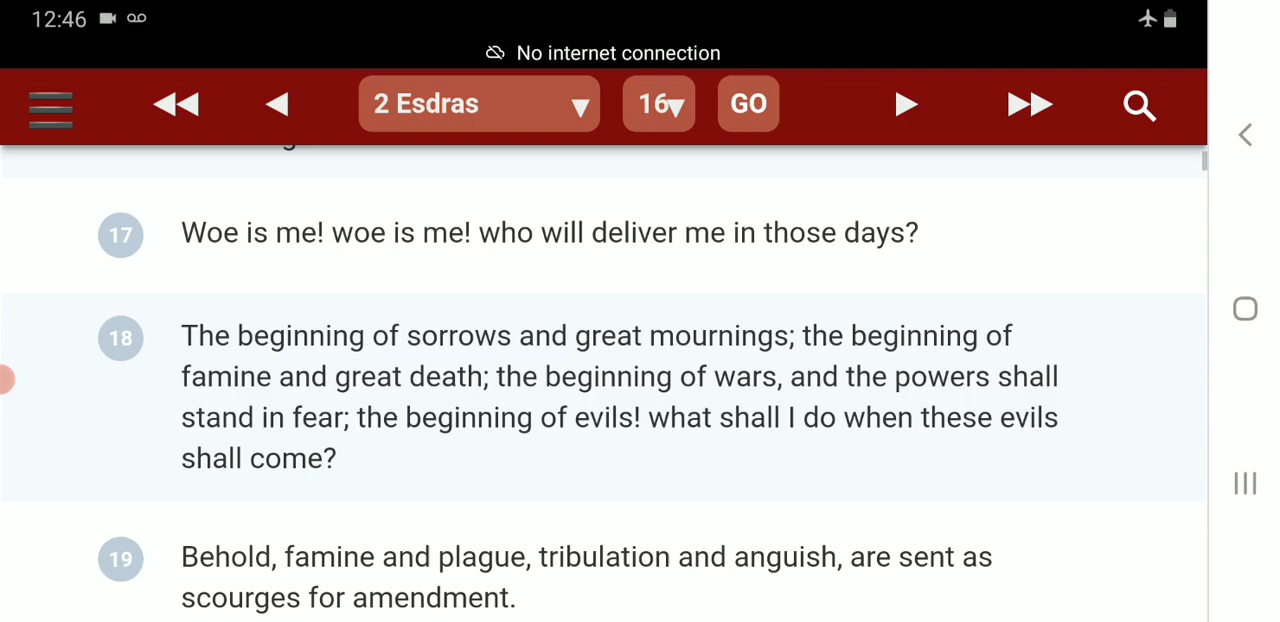 12:46
No internet connection
2 Esdras 16 GO
17 Woe is me! woe is me! who will deliver me in those days?
18 The beginning of sorrows and great mournings; the beginning of
famine and great death; the beginning of wars, and the powers shall
stand in fear; the beginning of evils! what shall I do when these evils
shall come?
19 Behold, famine and plague, tribulation and anguish, are sent as
scourges for amendment.